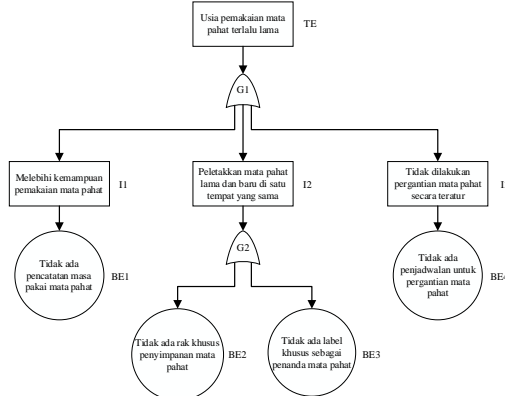 Usia pemakaian mata
pahat terlalu lama
TE
G1
Melebihi kemampuan
pemakaian mata pahat
I1
Peletakkan mata pahat
lama dan baru di satu
tempat yang sama
I2
Tidak dilakukan
pergantian mata pahat
secara teratur
Tidak ada
pencatatan masa
pakai mata pahat
BE1
G2
Tidak ada
penjadwalan untuk
pergantian mata
pahat
Tidak ada rak khusus
penyimpanan mata
pahat
BE2
Tidak ada label
khusus sebagai
penanda mata pahat
BE3